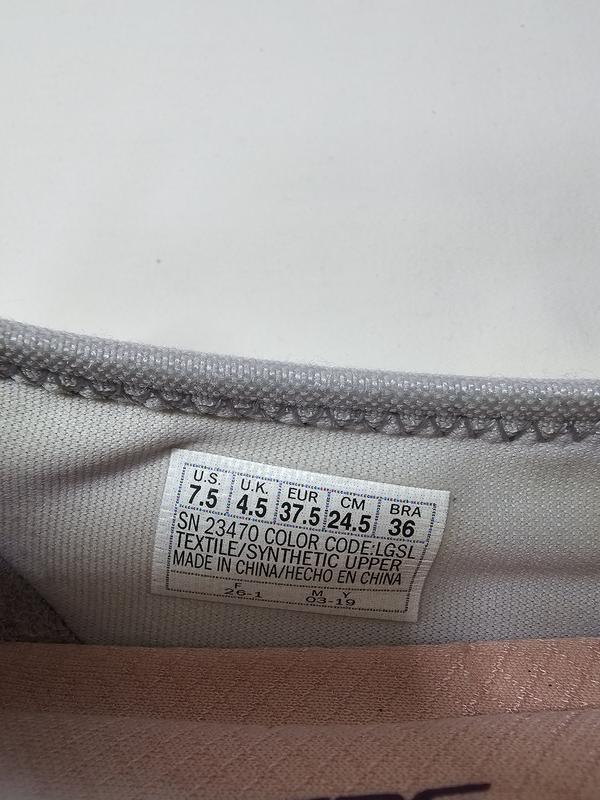 U.S. U.K. EUR CM BRA
7.5 4.5 37.5 24.5 36
SN 23470 COLOR CODE:LGSL
TEXTILE/SYNTHETIC UPPER
MADE IN CHINA/HECHO EN CHINA
F M Y
26-1 03-19